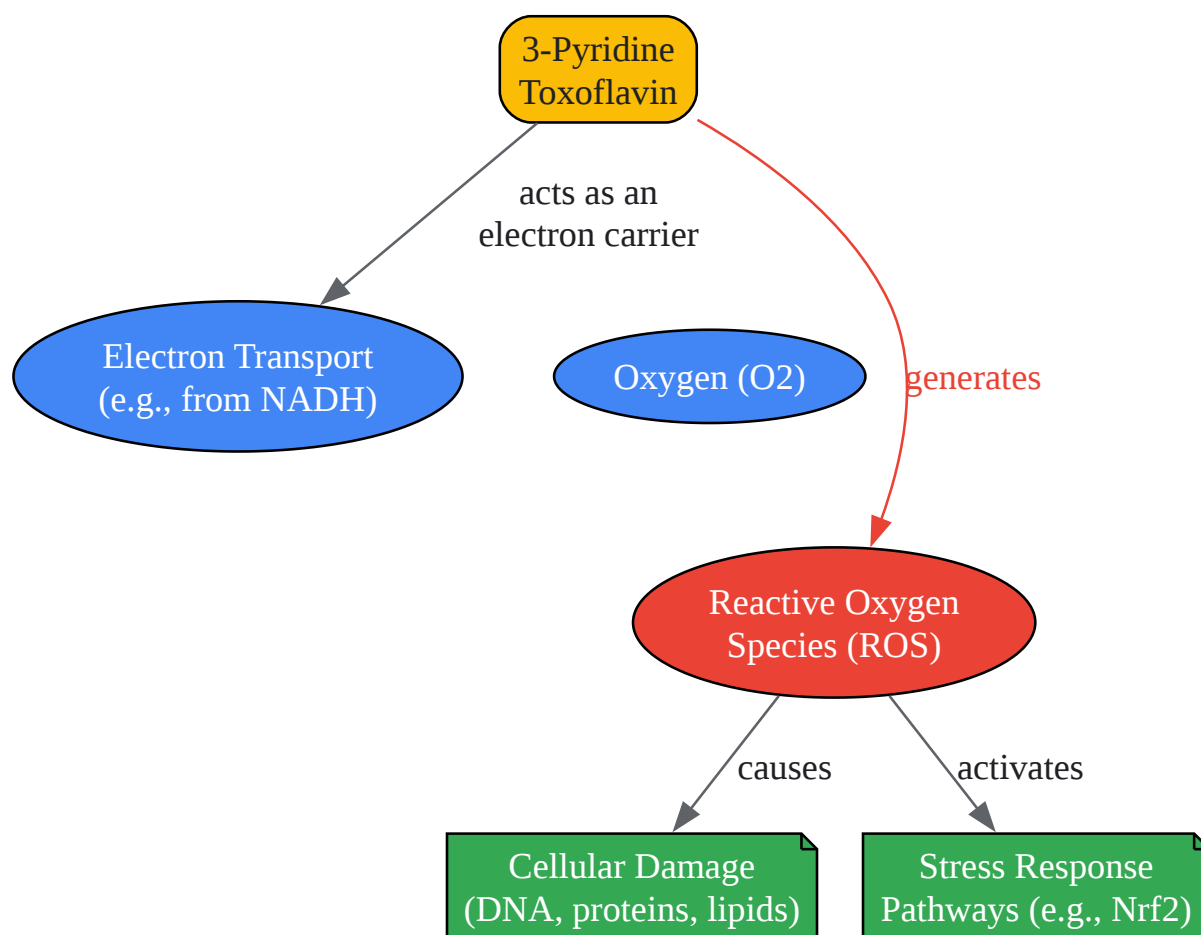 3-Pyridine
Toxoflavin
acts as an
electron carrier
Electron Transport
(e.g., from NADH)
Oxygen (O2)
generates
Reactive Oxygen
Species (ROS)
causes
activates
Cellular Damage
(DNA, proteins, lipids)
Stress Response
Pathways (e.g., Nrf2)